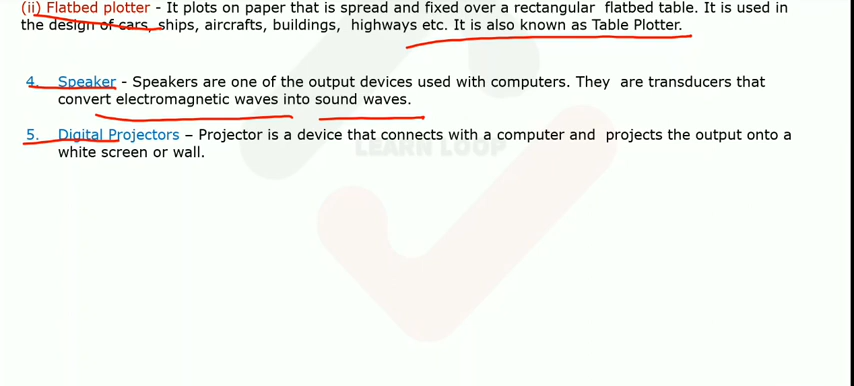 (ii) Flatbed plotter - It plots on paper that is spread and fixed over a rectangular flatbed table. It is used in
the design of cars, ships, aircrafts, buildings, highways etc. It is also known as Table Plotter.
4. Speaker - Speakers are one of the output devices used with computers. They are transducers that
convert electromagnetic waves into sound waves.
5. Digital Projectors – Projector is a device that connects with a computer and projects the output onto a
LEARN LOOP
white screen or wall.